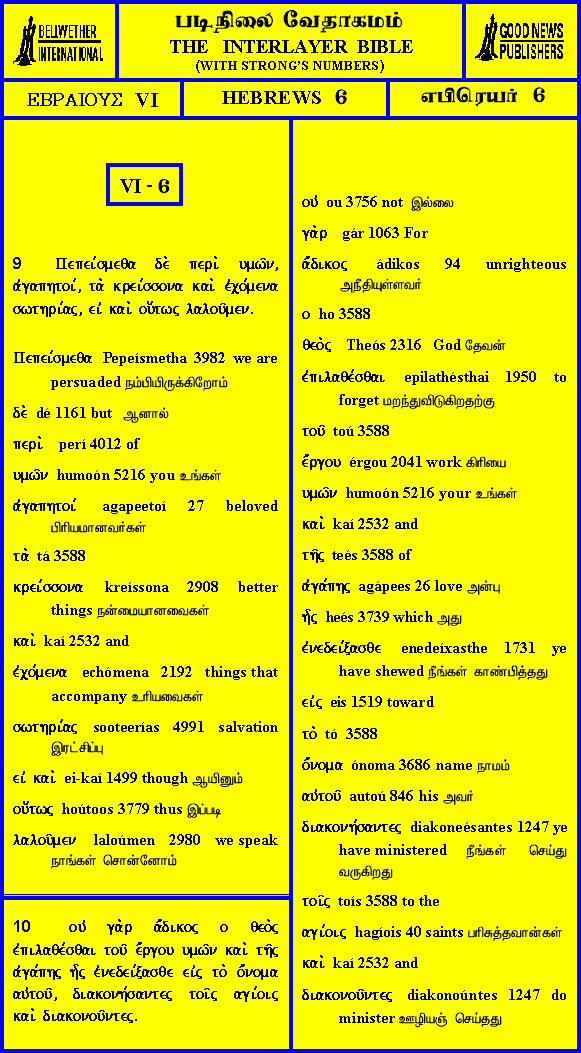 BELLWETHER
INTERNATIONAL
படிநிலை வேதாகமம்
THE INTERLAYER BIBLE
(WITH STRONG'S NUMBERS)
GOOD NEWS
PUBLISHERS
ΕΒΡΑΙΟΥΣ VI
HEBREWS 6
எபிரெயர் 6
VI - 6
9 Πεπείσμεθα δὲ περὶ υμῶν,
ἀγαπητοί, τὰ κρείσσονα καὶ ἐχόμενα
σωτηρίας, εἰ καὶ οὕτως λαλοῦμεν.
Πεπείσμεθα Pepeísmetha 3982 we are
persuaded நம்பியிருக்கிறோம்
δὲ dé 1161 but ஆனால்
περὶ perí 4012 of
υμῶν humoón 5216 you உங்கள்
ἀγαπητοί agapeetoí 27 beloved
பிரியமானவர்கள்
τὰ tá 3588
κρείσσονα kreíssona 2908 better
things நன்மையானவைகள்
καὶ kaí 2532 and
ἐχόμενα echómena 2192 things that
accompany உரியவைகள்
σωτηρίας sooteerías 4991 salvation
இரட்சிப்பு
εἰ καὶ ei-kaí 1499 though ஆயினும்
οὕτως hoútoos 3779 thus இப்படி
λαλοῦμεν laloúmen 2980 we speak
நாங்கள் சொன்னோம்
10 οὐ γὰρ ἄδικος ο θεὸς
ἐπιλαθέσθαι τοῦ ἔργου υμῶν καὶ τῆς
ἀγάπης ἧς ἐνεδείξασθε εἰς τὸ ὄνομα
αὐτοῦ, διακονήσαντες τοῖς αγίοις
καὶ διακονοῦντες.
οὐ ou 3756 not இல்லை
γὰρ gár 1063 For
ἄδικος ádikos 94 unrighteous
அநீதியுள்ளவர்
ο ho 3588
θεὸς Theós 2316 God தேவன்
ἐπιλαθέσθαι epilathésthai 1950 to
forget மறந்துவிடுகிறதற்கு
τοῦ toú 3588
ἔργου érgou 2041 work கிரியை
υμῶν humoón 5216 your உங்கள்
καὶ kaí 2532 and
τῆς teés 3588 of
ἀγάπης agápees 26 love அன்பு
ἧς heés 3739 which அது
ἐνεδείξασθε enedeíxasthe 1731 ye
have shewed நீங்கள் காண்பித்தது
εἰς eis 1519 toward
τὸ tó 3588
ὄνομα ónoma 3686 name நாமம்
αὐτοῦ autoú 846 his அவர்
διακονήσαντες diakoneésantes 1247 ye
have ministered நீங்கள் செய்து
வருகிறது
τοῖς toís 3588 to the
αγίοις hagíois 40 saints பரிசுத்தவான்கள்
καὶ kaí 2532 and
διακονοῦντες diakonoúntes 1247 do
minister ஊழியஞ் செய்தது